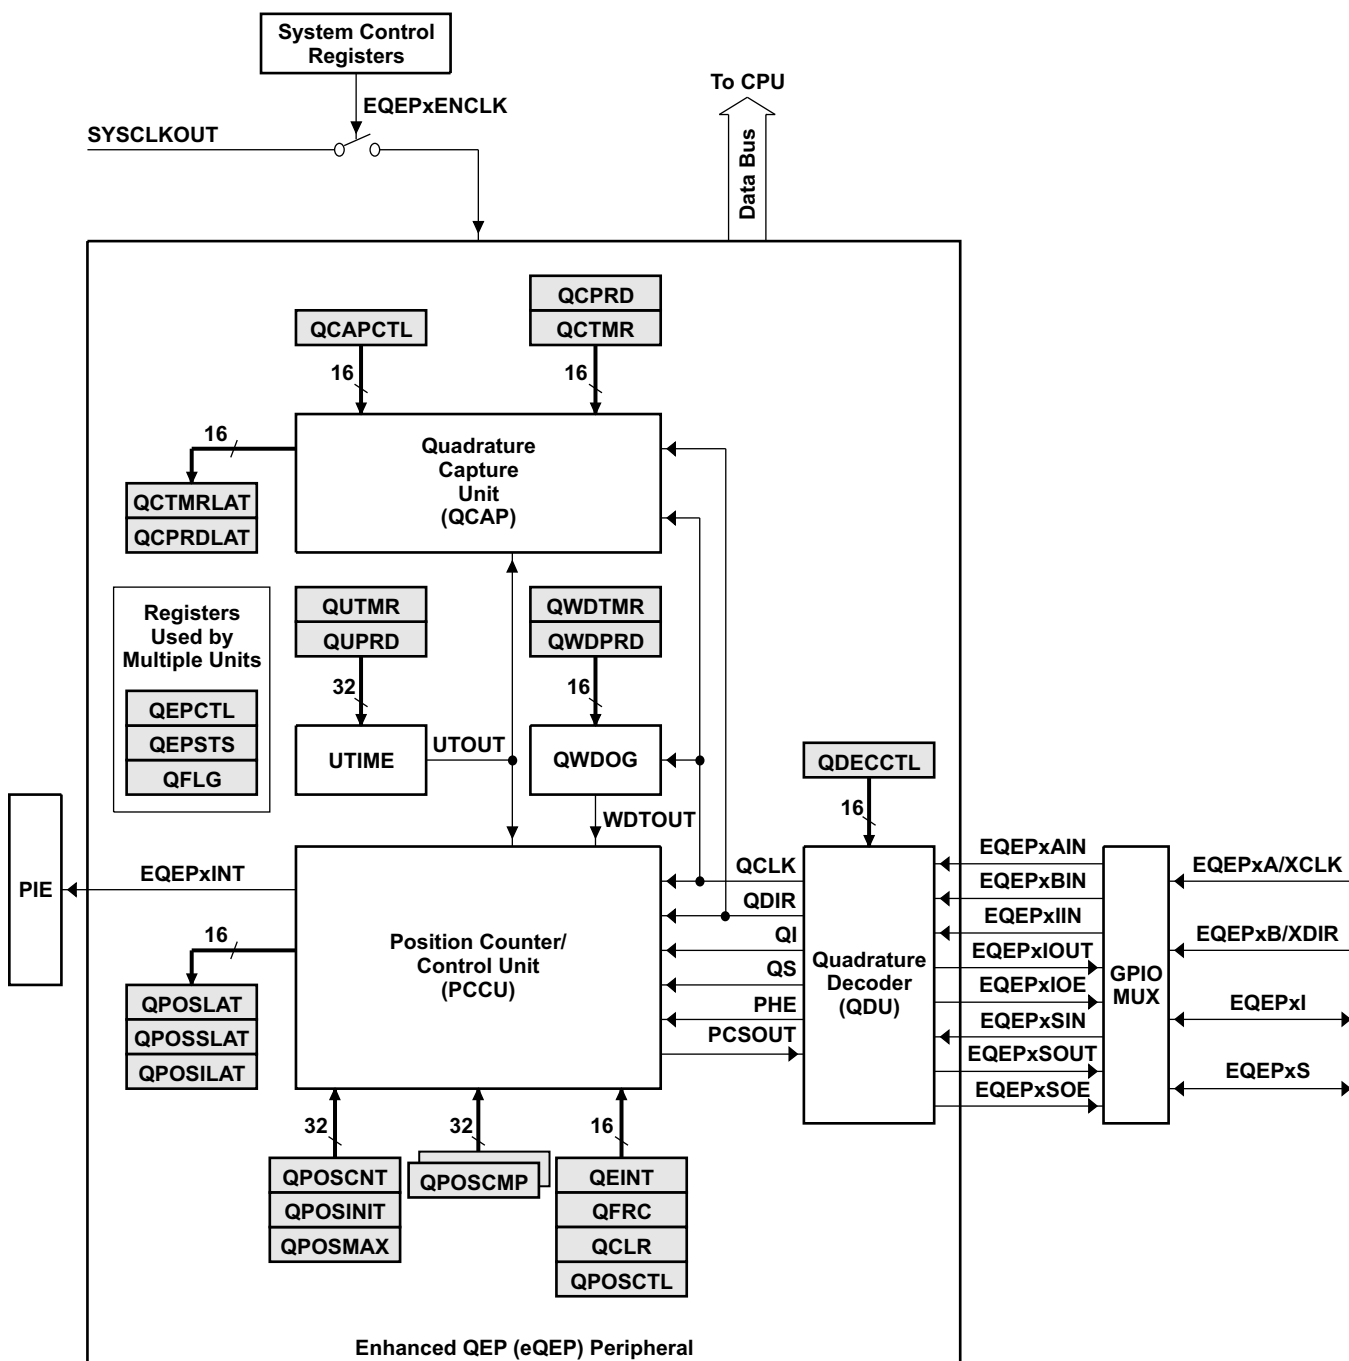 System Control
Registers
To CPU
EQEPxENCLK
SYSCLKOUT
Data Bus
QCPRD
QCAPCTL
QCTMR
16
16
16
Quadrature
Capture
Unit
(QCAP)
QCTMRLAT
QCPRDLAT
Registers
Used by
Multiple Units
QEPCTL
QEPSTS
QFLG
QUTMR
QUPRD
QWDTMR
QWDPRD
32
16
UTIME
UTOUT
QWDOG
WDTOUT
QDECCTL
16
PIE
EQEPxINT
16
Position Counter/
Control Unit
(PCCU)
QCLK
QDIR
QI
QS
PHE
PCSOUT
Quadrature
Decoder
(QDU)
EQEPxAIN
EQEPxBIN
EQEPxIIN
EQEPxIOUT
EQEPxIOE
EQEPxSIN
EQEPxSOUT
EQEPxSOE
GPIO
MUX
EQEPxA/XCLK
EQEPxB/XDIR
EQEPxI
EQEPxS
QPOSLAT
QPOSSLAT
QPOSILAT
32
32
16
QPOSCNT
QPOSINIT
QPOSMAX
QPOSCMP
QEINT
QFRC
QCLR
QPOSCTL
Enhanced QEP (eQEP) Peripheral